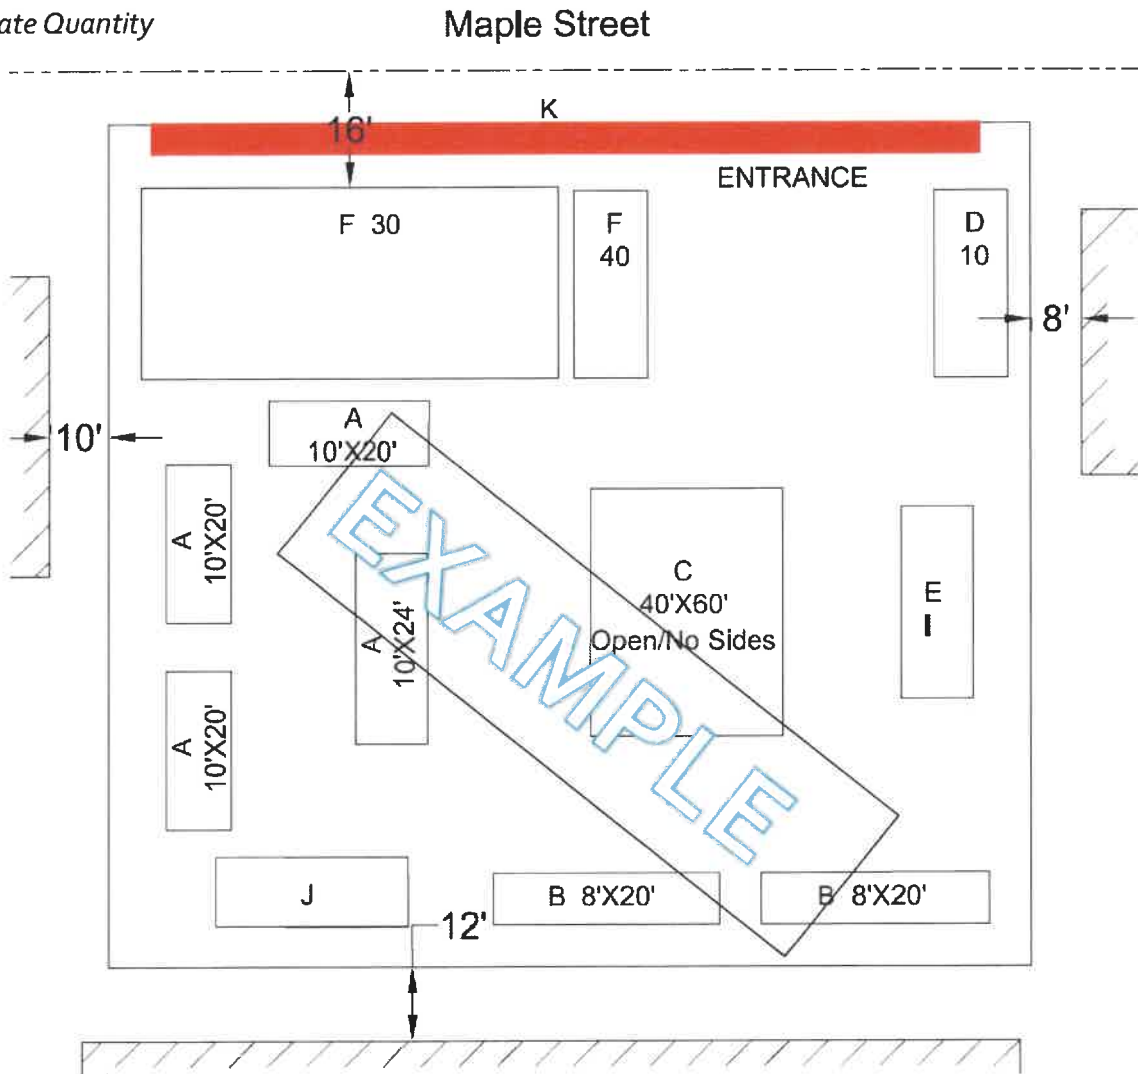 ate Quantity
Maple Street
K
16'
ENTRANCE
F 30
F
40
D
10
8'
10'
A
10'X20'
A
10'X20'
EXAMPLE
A
10'X24'
C
40'X60'
Open/No Sides
E
I
A
10'X20'
J
B 8'X20'
B 8'X20'
12'